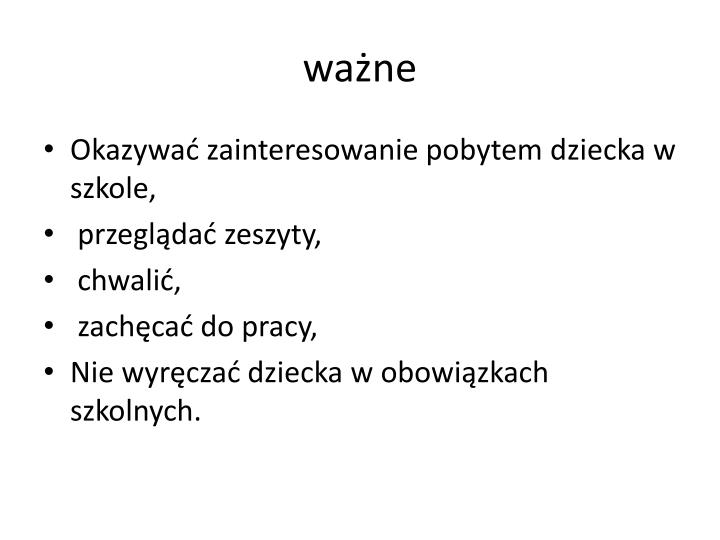 ważne
• Okazywać zainteresowanie pobytem dziecka w
szkole,
• przeglądać zeszyty,
• chwalić,
• zachęcać do pracy,
• Nie wyręczać dziecka w obowiązkach
szkolnych.